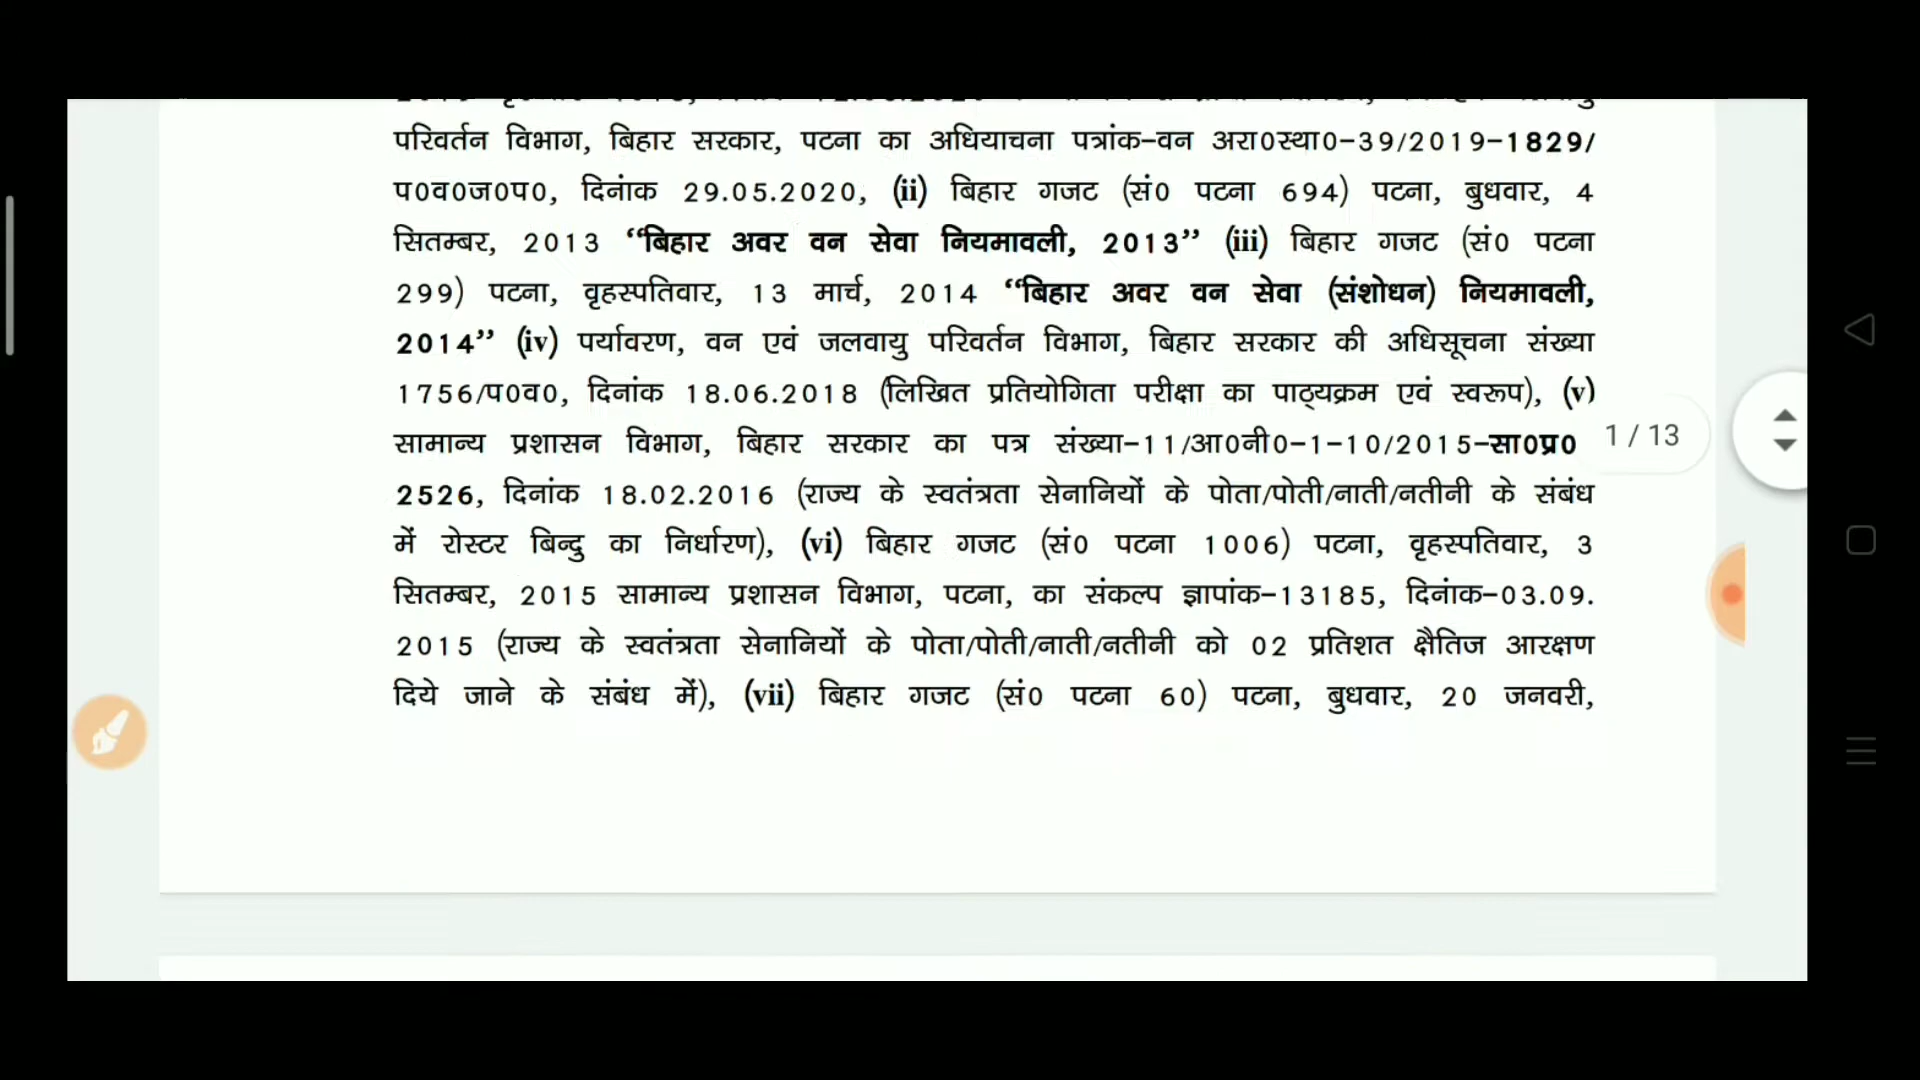 परिवर्तन विभाग, बिहार सरकार, पटना का अधियाचना पत्रांक-वन अरा0स्था0-39/2019-1829/
प0व0ज0प0, दिनांक 29.05.2020, (ii) बिहार गजट (सं0 पटना 694) पटना, बुधवार, 4
सितम्बर, 2013 “बिहार अवर वन सेवा नियमावली, 2013” (iii) बिहार गजट (सं0 पटना
299) पटना, वृहस्पतिवार, 13 मार्च, 2014 “बिहार अवर वन सेवा (संशोधन) नियमावली,
2014” (iv) पर्यावरण, वन एवं जलवायु परिवर्तन विभाग, बिहार सरकार की अधिसूचना संख्या
1756/प0व0, दिनांक 18.06.2018 (लिखित प्रतियोगिता परीक्षा का पाठ्यक्रम एवं स्वरूप), (v)
सामान्य प्रशासन विभाग, बिहार सरकार का पत्र संख्या-11/आ0नी0-1-10/2015-सा0प्र0
1 / 13
2526, दिनांक 18.02.2016 (राज्य के स्वतंत्रता सेनानियों के पोता/पोती/नाती/नतीनी के संबंध
में रोस्टर बिन्दु का निर्धारण), (vi) बिहार गजट (सं0 पटना 1006) पटना, वृहस्पतिवार, 3
सितम्बर, 2015 सामान्य प्रशासन विभाग, पटना, का संकल्प ज्ञापांक-13185, दिनांक-03.09.
2015 (राज्य के स्वतंत्रता सेनानियों के पोता/पोती/नाती/नतीनी को 02 प्रतिशत क्षैतिज आरक्षण
दिये जाने के संबंध में), (vii) बिहार गजट (सं0 पटना 60) पटना, बुधवार, 20 जनवरी,